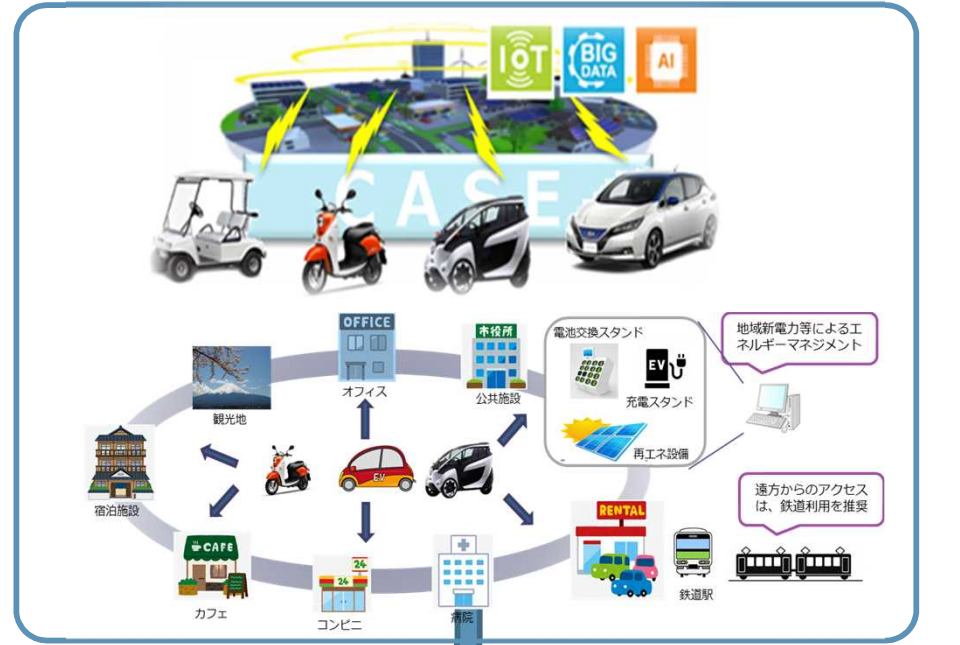 IoT
BIG
DATA
AI
CASE
OFFICE
オフィス
市役所
公共施設
電池交換スタンド
EV
充電スタンド
再エネ設備
地域新電力等によるエ
ネルギーマネジメント
観光地
宿泊施設
EV
遠方からのアクセス
は、鉄道利用を推奨
CAFE
カフェ
24
24
コンビニ
病院
RENTAL
鉄道駅